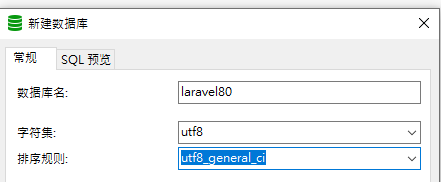 新建数据库
常规 SQL 预览
数据库名: laravel80
字符集: utf8
排序规则: utf8_general_ci